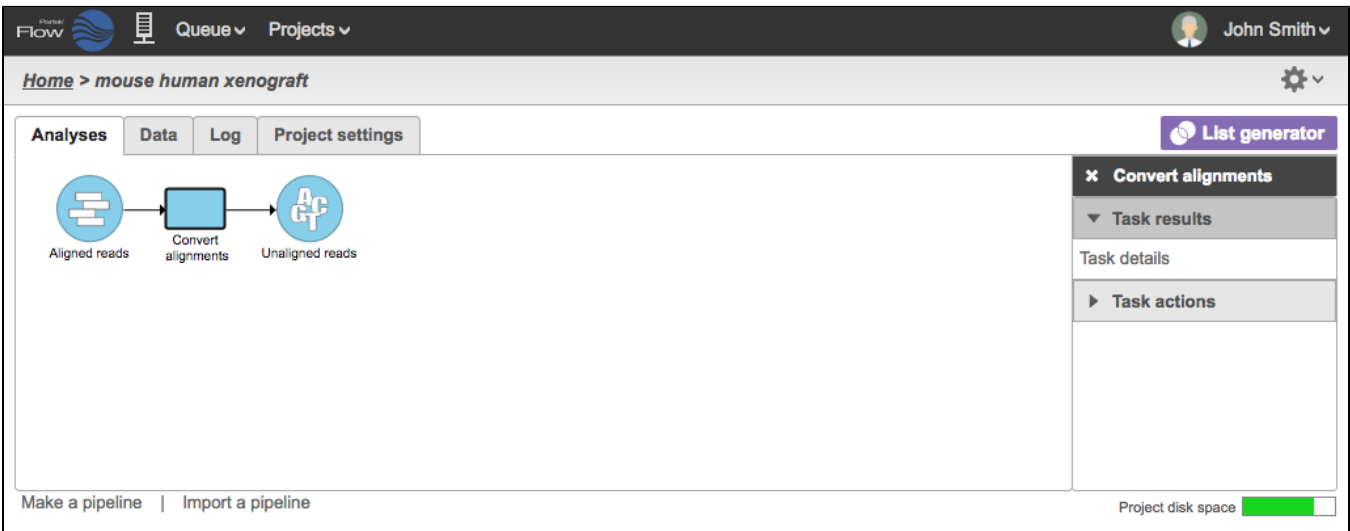 Partek
Flow
Queue Projects John Smith
Home > mouse human xenograft
Analyses Data Log Project settings List generator
ACGT
Aligned reads
Convert
alignments
Unaligned reads
Convert alignments
Task results
Task details
Task actions
Make a pipeline | Import a pipeline
Project disk space